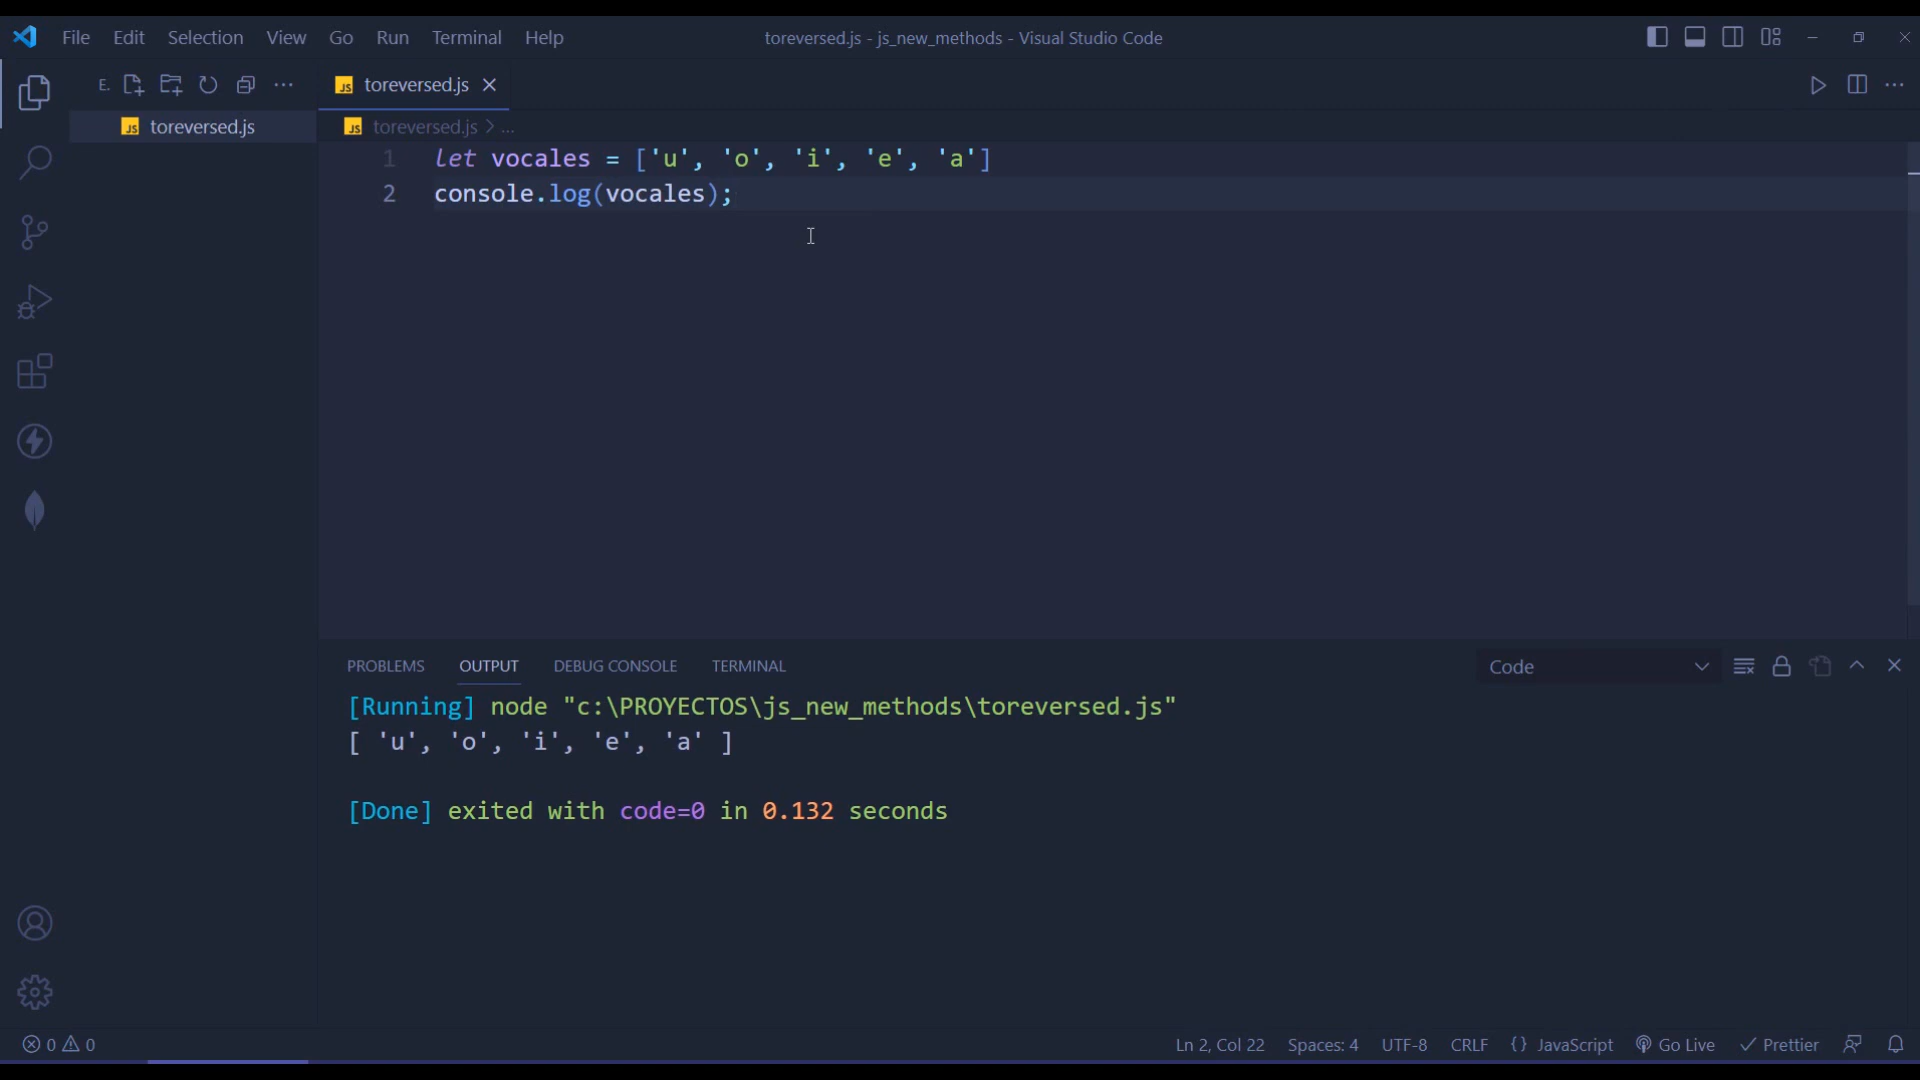 File Edit Selection View Go Run Terminal Help
toreversed.js - js_new_methods - Visual Studio Code
E.
JS toreversed.js
JS toreversed.js
JS toreversed.js > ...
1 let vocales = ['u', 'o', 'i', 'e', 'a']
2 console.log(vocales);
PROBLEMS OUTPUT DEBUG CONSOLE TERMINAL
Code
[Running] node "c:\PROYECTOS\js_new_methods\toreversed.js"
[ 'u', 'o', 'i', 'e', 'a' ]
[Done] exited with code=0 in 0.132 seconds
0 0
Ln 2, Col 22 Spaces: 4 UTF-8 CRLF {} JavaScript Go Live Prettier